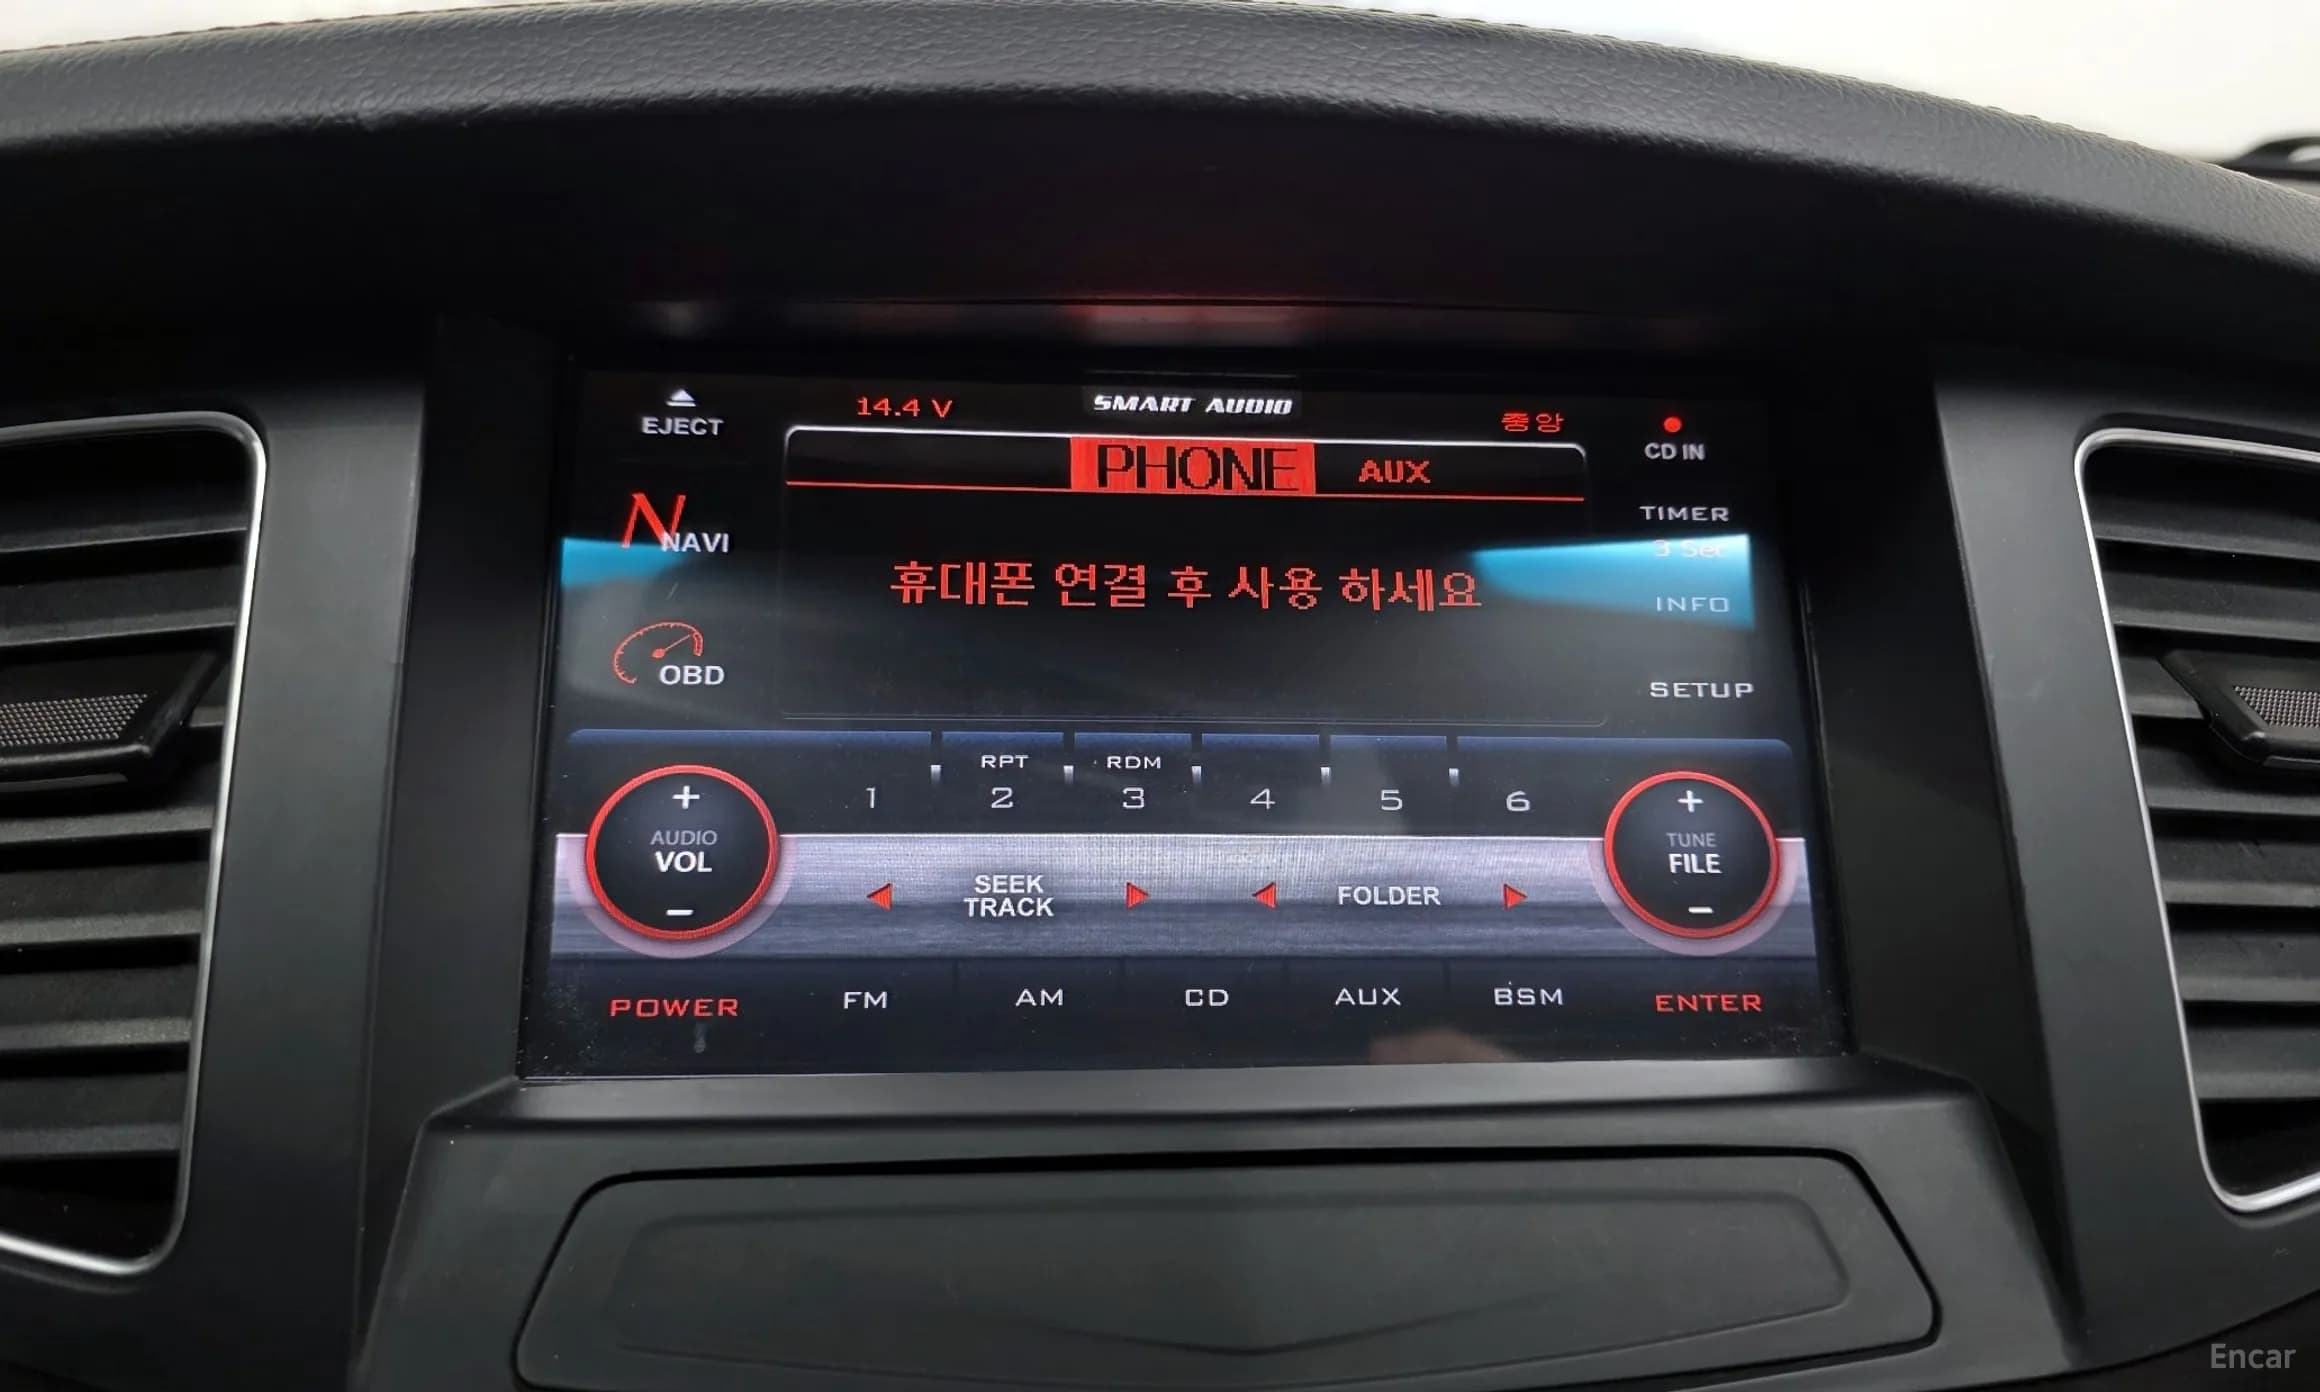 EJECT
14.4 V
SMART AUDIO
중앙
CD IN
PHONE
AUX
N
NAVI
TIMER
3 Sec
휴대폰 연결 후 사용 하세요
INFO
OBD
SETUP
RPT
RDM
1
2
3
4
5
6
+
AUDIO
VOL
−
SEEK
TRACK
FOLDER
+
TUNE
FILE
−
POWER
FM
AM
CD
AUX
BSM
ENTER
Encar